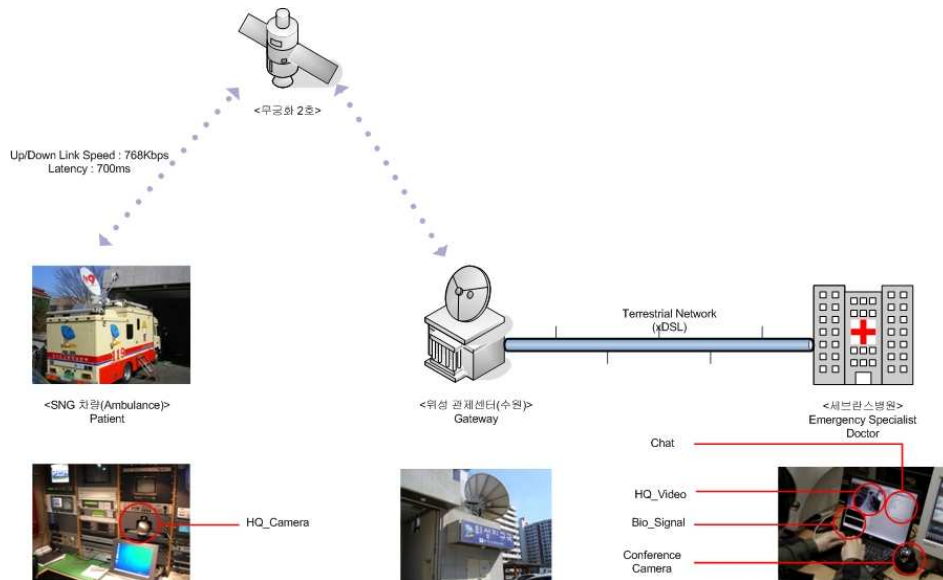 <무궁화 2호>
Up/Down Link Speed : 768Kbps
Latency : 700ms
Terrestrial Network
(xDSL)
119
<SNG 차량(Ambulance)>
Patient
<위성 관제센터(수원)>
Gateway
<세브란스병원>
Emergency Specialist
Doctor
Chat
HQ_Camera
HQ_Video
Bio_Signal
Conference
Camera